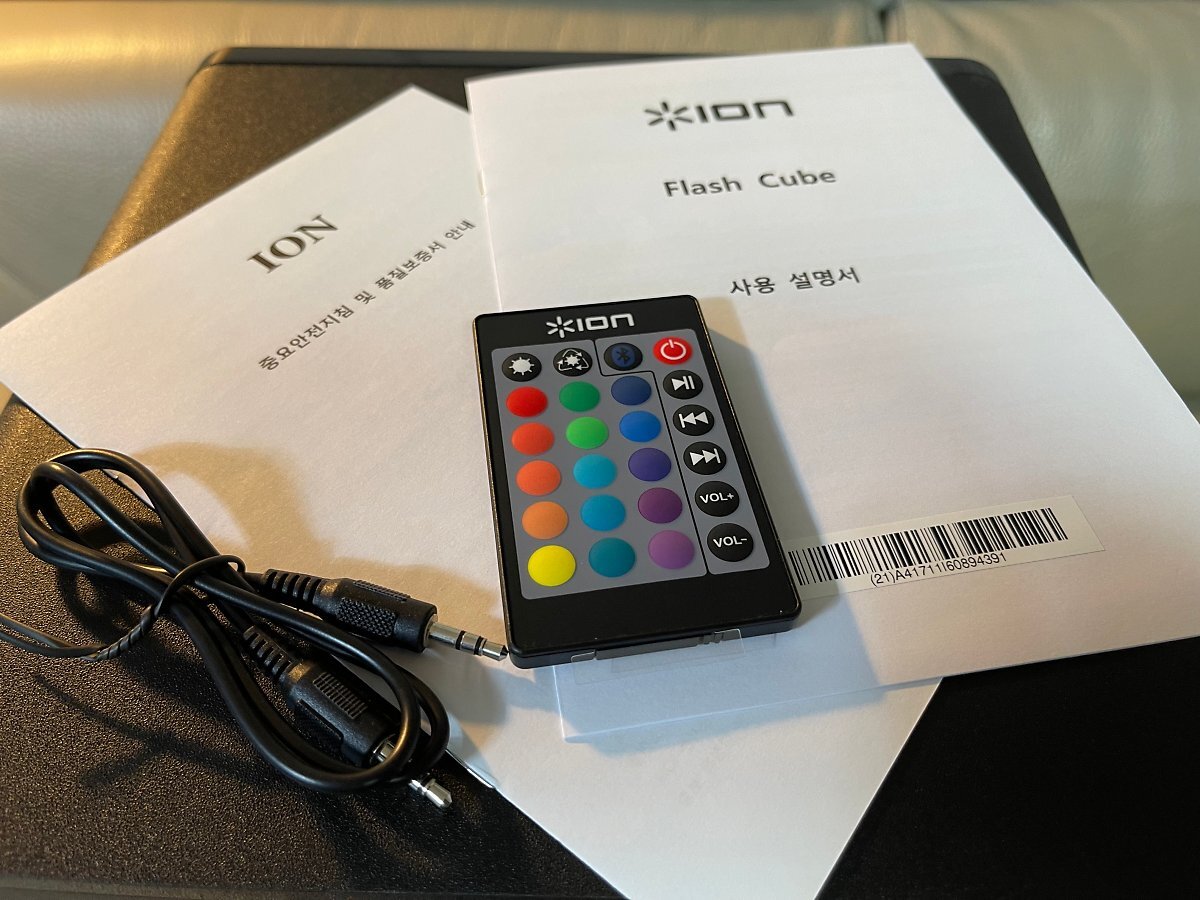 ION
Flash Cube
사용 설명서
ION
중요안전지침 및 품질보증서 안내
ION
VOL+
VOL-
(21)A41711I60894391